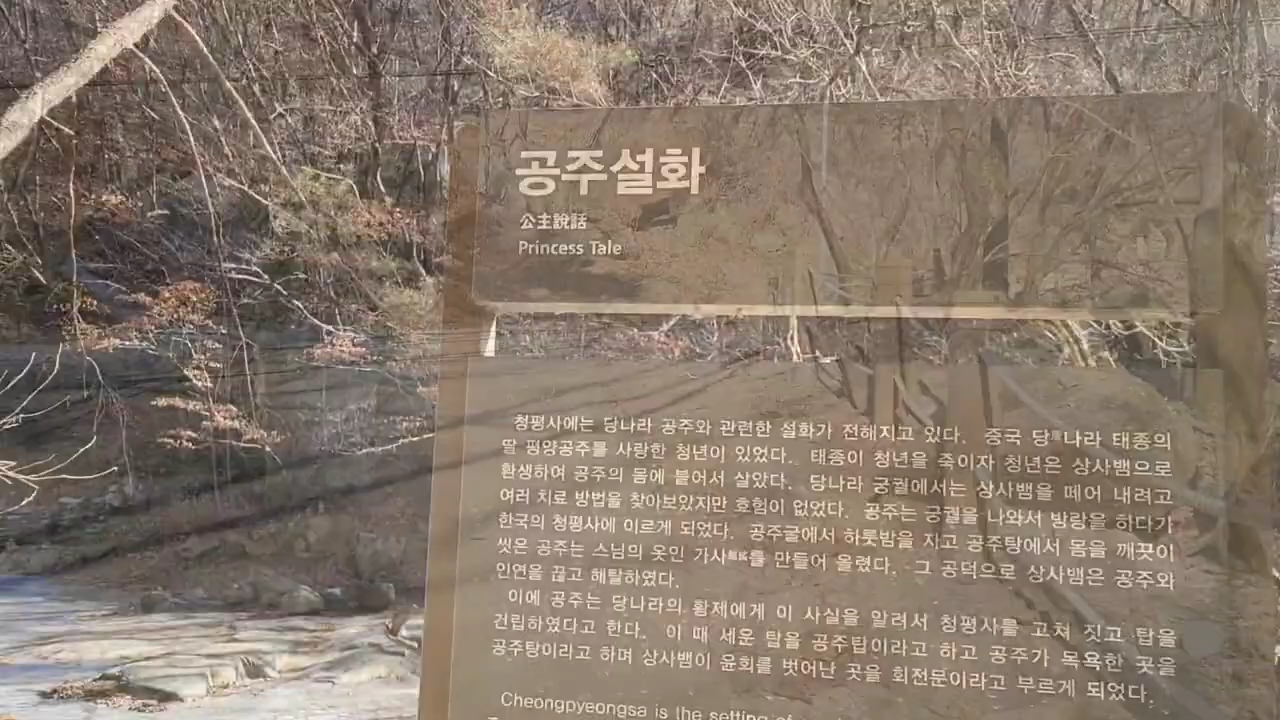 공주설화
公主說話
Princess Tale
청평사에는 당나라 공주와 관련한 설화가 전해지고 있다. 중국 당나라 태종의
딸 평양공주를 사랑한 청년이 있었다. 태종이 청년을 죽이자 청년은 상사뱀으로
환생하여 공주의 몸에 붙어서 살았다. 당나라 궁궐에서는 상사뱀을 떼어 내려고
여러 치료 방법을 찾아보았지만 효험이 없었다. 공주는 궁궐을 나와서 방랑을 하다가
한국의 청평사에 이르게 되었다. 공주굴에서 하룻밤을 자고 공주탕에서 몸을 깨끗이
씻은 공주는 스님의 옷인 가사를 만들어 올렸다. 그 공덕으로 상사뱀은 공주와
인연을 끊고 해탈하였다.
이에 공주는 당나라의 황제에게 이 사실을 알려서 청평사를 고쳐 짓고 탑을
건립하였다고 한다. 이 때 세운 탑을 공주탑이라고 하고 공주가 목욕한 곳을
공주탕이라고 하며 상사뱀이 윤회를 벗어난 곳을 회전문이라고 부르게 되었다.
Cheongpyeongsa is the setting of